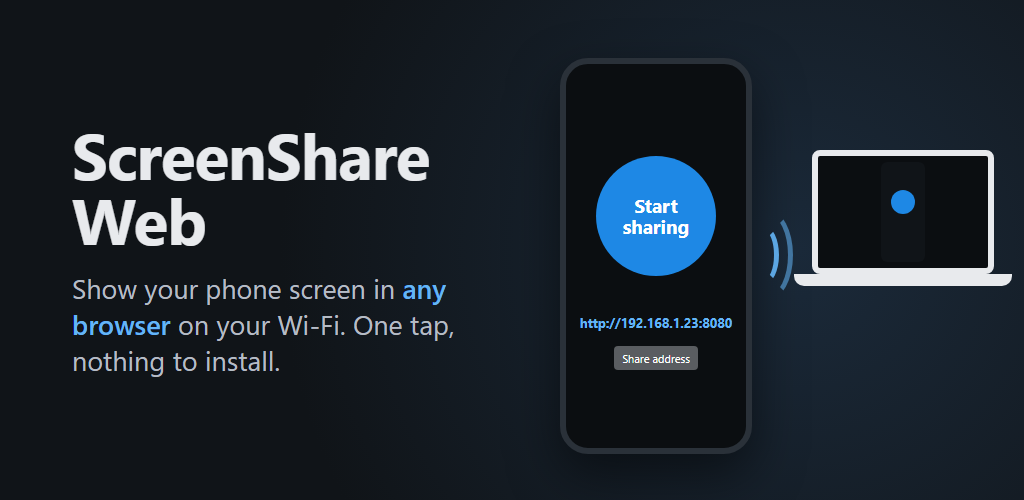 ScreenShare
Web
Show your phone screen in any
browser on your Wi-Fi. One tap,
nothing to install.
Start
sharing
http://192.168.1.23:8080
Share address